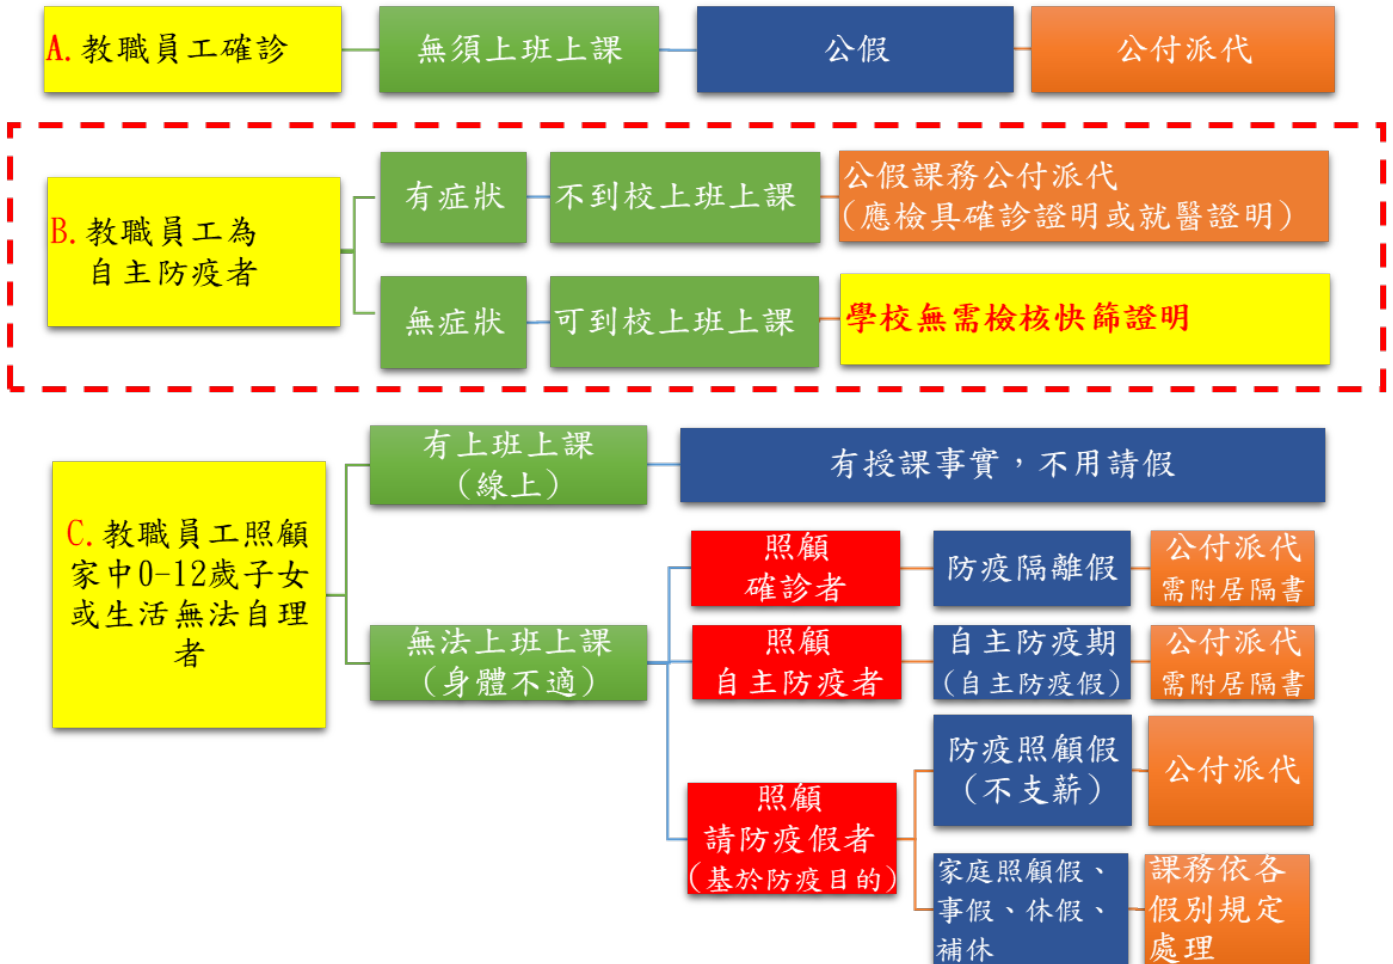 A.教職員工確診
無須上班上課
公假
公付派代
B.教職員工為
自主防疫者
有症狀
不到校上班上課
公假課務公付派代
(應檢具確診證明或就醫證明)
無症狀
可到校上班上課
學校無需檢核快篩證明
C.教職員工照顧
家中0-12歲子女
或生活無法自理
者
有上班上課
(線上)
有授課事實，不用請假
無法上班上課
(身體不適)
照顧
確診者
防疫隔離假
公付派代
需附居隔書
照顧
自主防疫者
自主防疫期
(自主防疫假)
公付派代
需附居隔書
照顧
請防疫假者
(基於防疫目的)
防疫照顧假
(不支薪)
公付派代
家庭照顧假、
事假、休假、
補休
課務依各
假別規定
處理